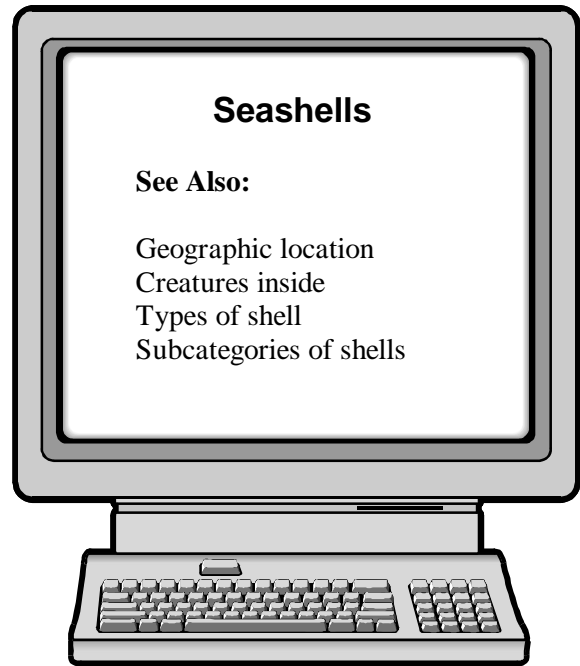 Seashells
See Also:
Geographic location
Creatures inside
Types of shell
Subcategories of shells